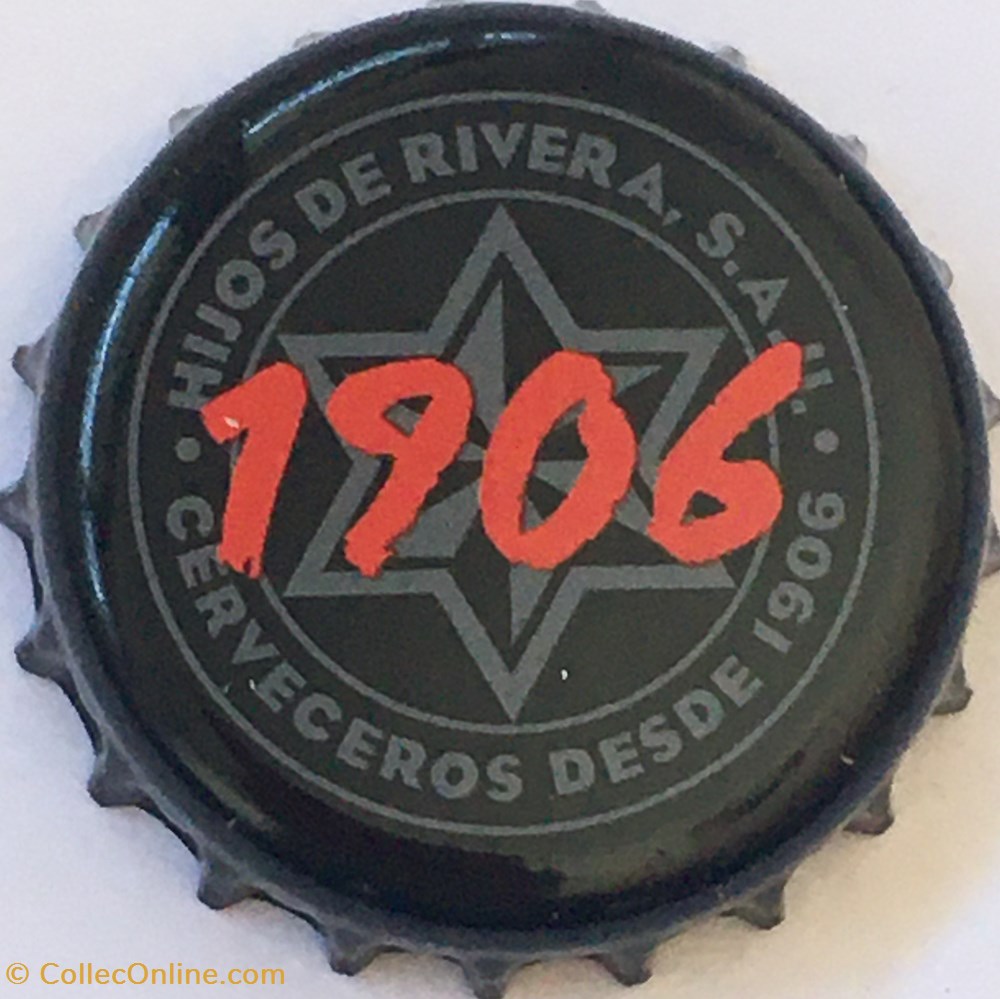 HIJOS DE RIVERA, S.A.U.
1906
CERVECEROS DESDE 1906
© CollecOnline.com